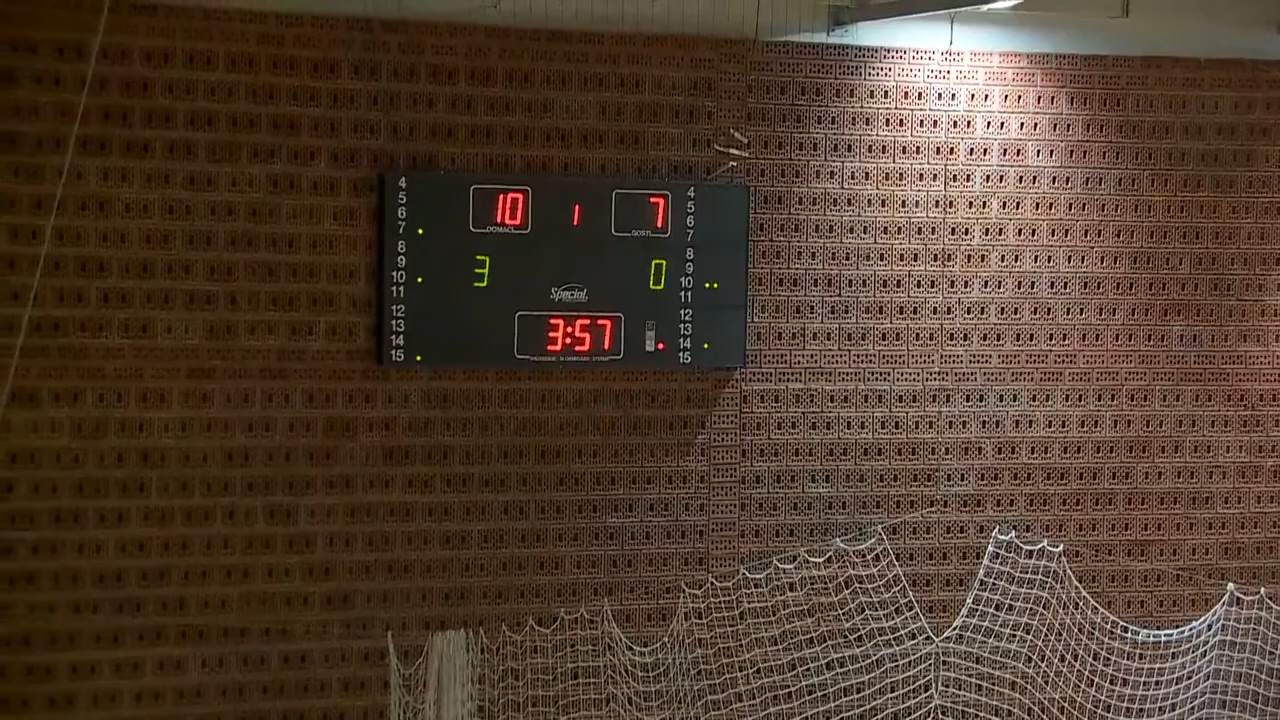 4 4
5 10 1 7 5
6 6
7 DOMAĆI GOSTI 7
8 8
9 3 0 9
10 10
11 Special. 11
12 12
13 3:57 13
14 14
15 15